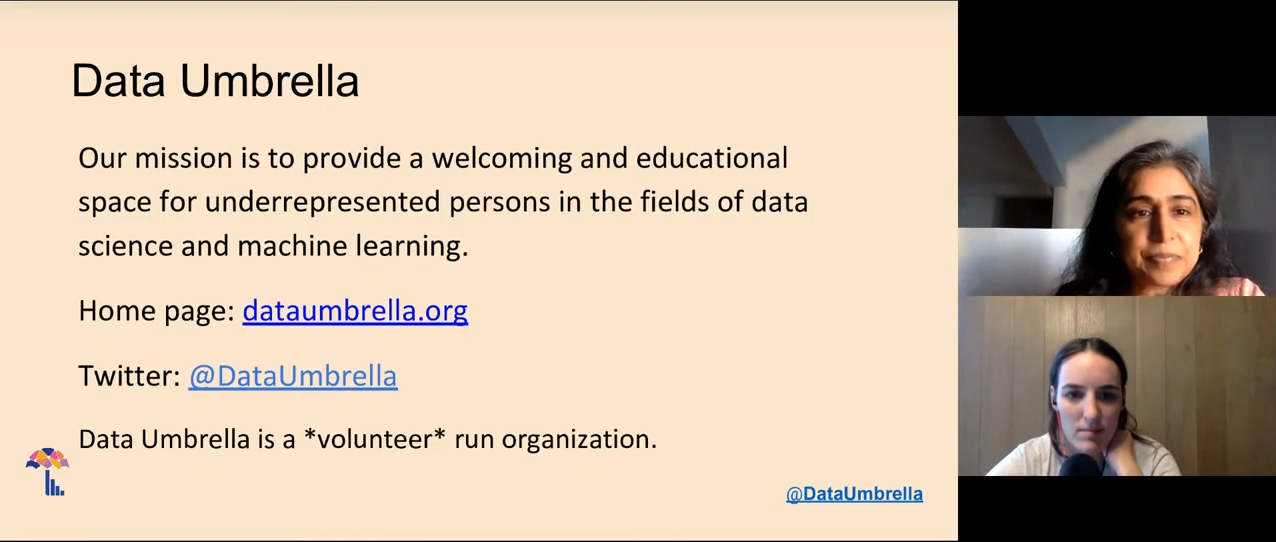 Data Umbrella
Our mission is to provide a welcoming and educational
space for underrepresented persons in the fields of data
science and machine learning.
Home page: dataumbrella.org
Twitter: @DataUmbrella
Data Umbrella is a *volunteer* run organization.
@DataUmbrella